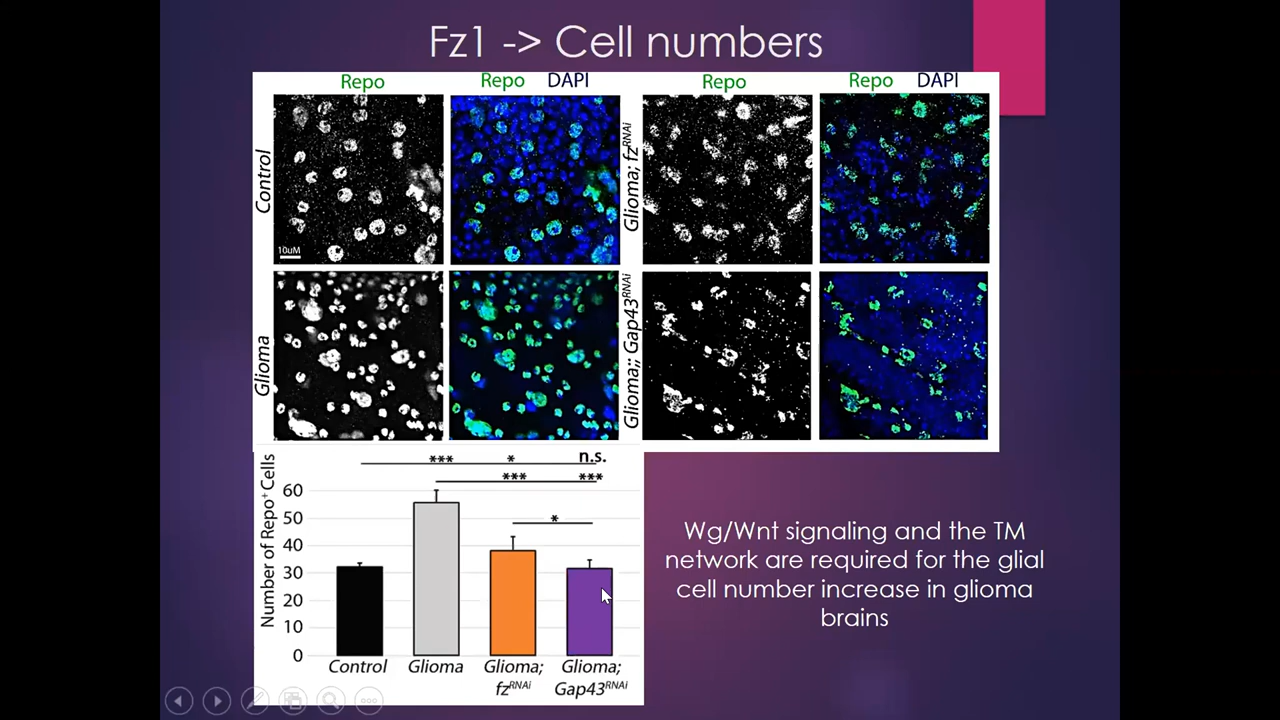 Fz1 -> Cell numbers
Repo
Repo DAPI
Repo
Repo DAPI
Control
10uM
Glioma; fzRNAi
Glioma
Glioma;; Gap43RNAi
Number of Repo+ Cells
*** * n.s.
*** ***
*
60
50
40
30
20
10
0
Control
Glioma
Glioma;
fzRNAi
Glioma;
Gap43RNAi
Wg/Wnt signaling and the TM
network are required for the glial
cell number increase in glioma
brains